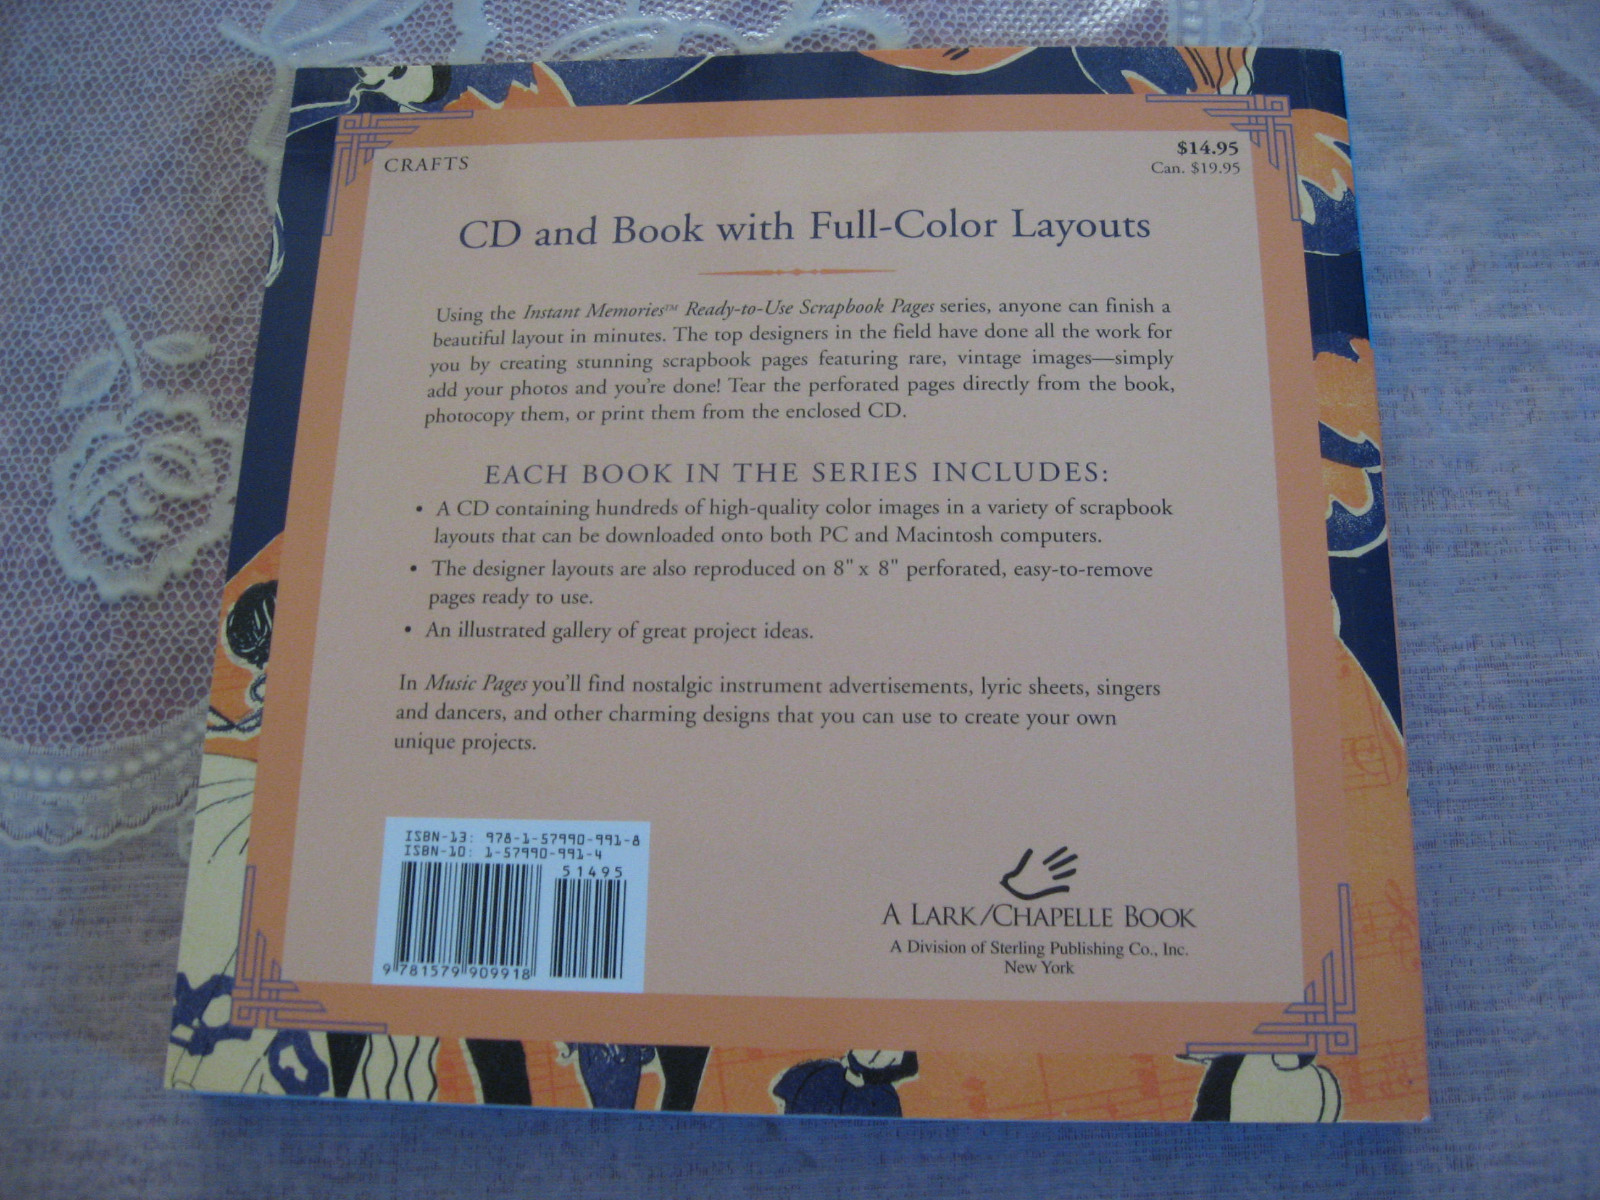 CRAFTS
$14.95
Can. $19.95
CD and Book with Full-Color Layouts
Using the Instant Memories™ Ready-to-Use Scrapbook Pages series, anyone can finish a
beautiful layout in minutes. The top designers in the field have done all the work for
you by creating stunning scrapbook pages featuring rare, vintage images—simply
add your photos and you're done! Tear the perforated pages directly from the book,
photocopy them, or print them from the enclosed CD.
EACH BOOK IN THE SERIES INCLUDES:
• A CD containing hundreds of high-quality color images in a variety of scrapbook
layouts that can be downloaded onto both PC and Macintosh computers.
• The designer layouts are also reproduced on 8" x 8" perforated, easy-to-remove
pages ready to use.
• An illustrated gallery of great project ideas.
In Music Pages you'll find nostalgic instrument advertisements, lyric sheets, singers
and dancers, and other charming designs that you can use to create your own
unique projects.
ISBN-13: 978-1-57990-991-8
ISBN-10: 1-57990-991-4
51495
9 781579 909918
A LARK/CHAPELLE BOOK
A Division of Sterling Publishing Co., Inc.
New York